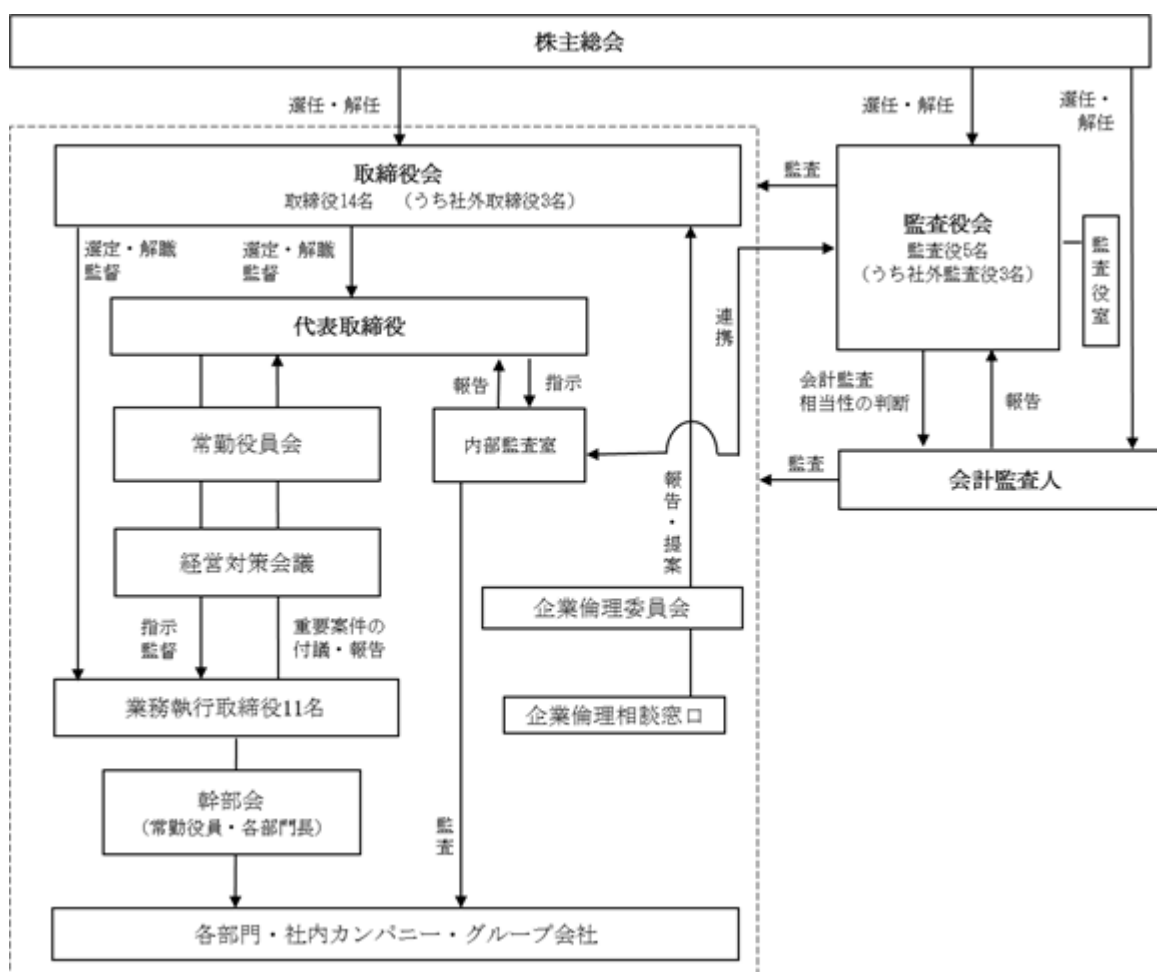 株主総会
選任・解任
選任・解任
選任・
解任
取締役会
取締役14名　（うち社外取締役3名）
監査
監査役会
監査役5名
（うち社外監査役3名）
監査役室
選定・解職
監督
選定・解職
監督
代表取締役
連携
報告
指示
会計監査
相当性の判断
報告
常勤役員会
内部監査室
監査
会計監査人
報告・提案
経営対策会議
企業倫理委員会
指示
監督
重要案件の
付議・報告
業務執行取締役11名
企業倫理相談窓口
幹部会
（常勤役員・各部門長）
監査
各部門・社内カンパニー・グループ会社